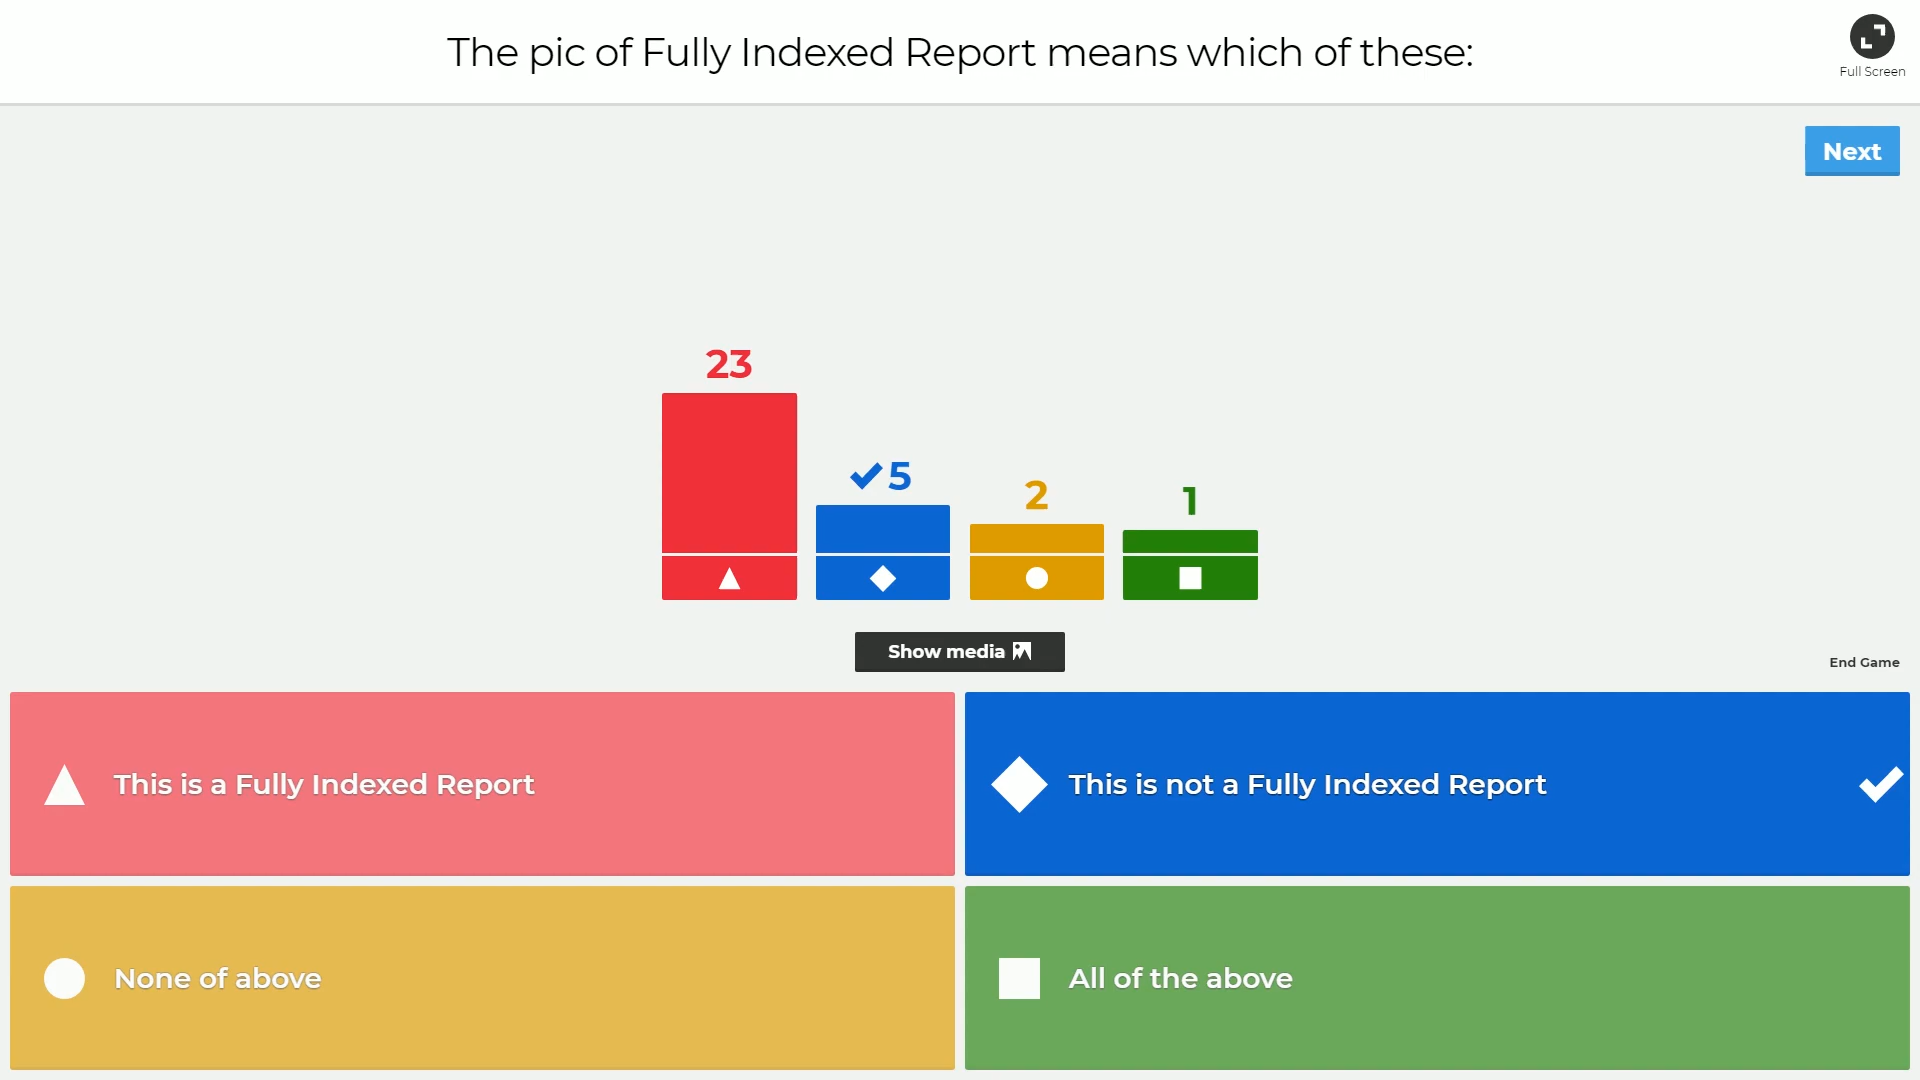 The pic of Fully Indexed Report means which of these:
Full Screen
Next
23
5
2
1
Show media
End Game
This is a Fully Indexed Report
This is not a Fully Indexed Report
None of above
All of the above